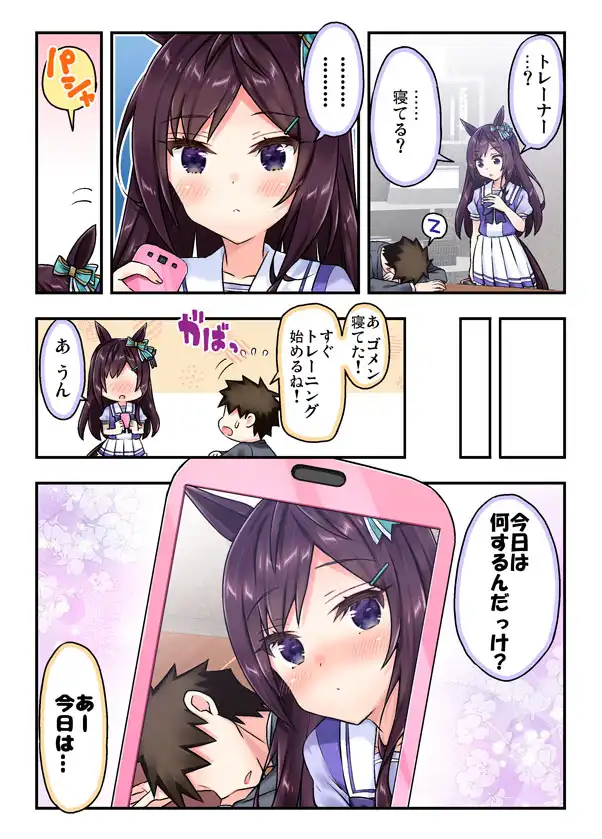 トレーナー
…?
……
寝てる?
Z
………
………
パシャ
あ ゴメン
寝てた!
すぐ
トレーニング
始めるね!
がばっ…
あ うん
今日は
何するんだっけ?
あー
今日は…